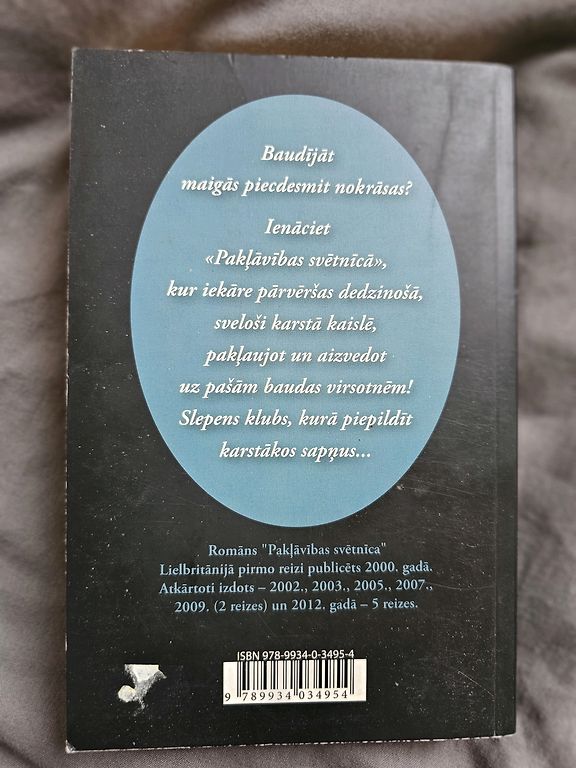 Baudījāt
maigās piecdesmit nokrāsas?
Ienāciet
«Pakļāvības svētnīcā»,
kur iekāre pārvēršas dedzinošā,
sveloši karstā kaislē,
pakļaujot un aizvedot
uz pašām baudas virsotnēm!
Slepens klubs, kurā piepildīt
karstākos sapņus...
Romāns "Pakļāvības svētnīca"
Lielbritānijā pirmo reizi publicēts 2000. gadā.
Atkārtoti izdots – 2002., 2003., 2005., 2007.,
2009. (2 reizes) un 2012. gadā – 5 reizes.
ISBN 978-9934-0-3495-4
9 789934 034954